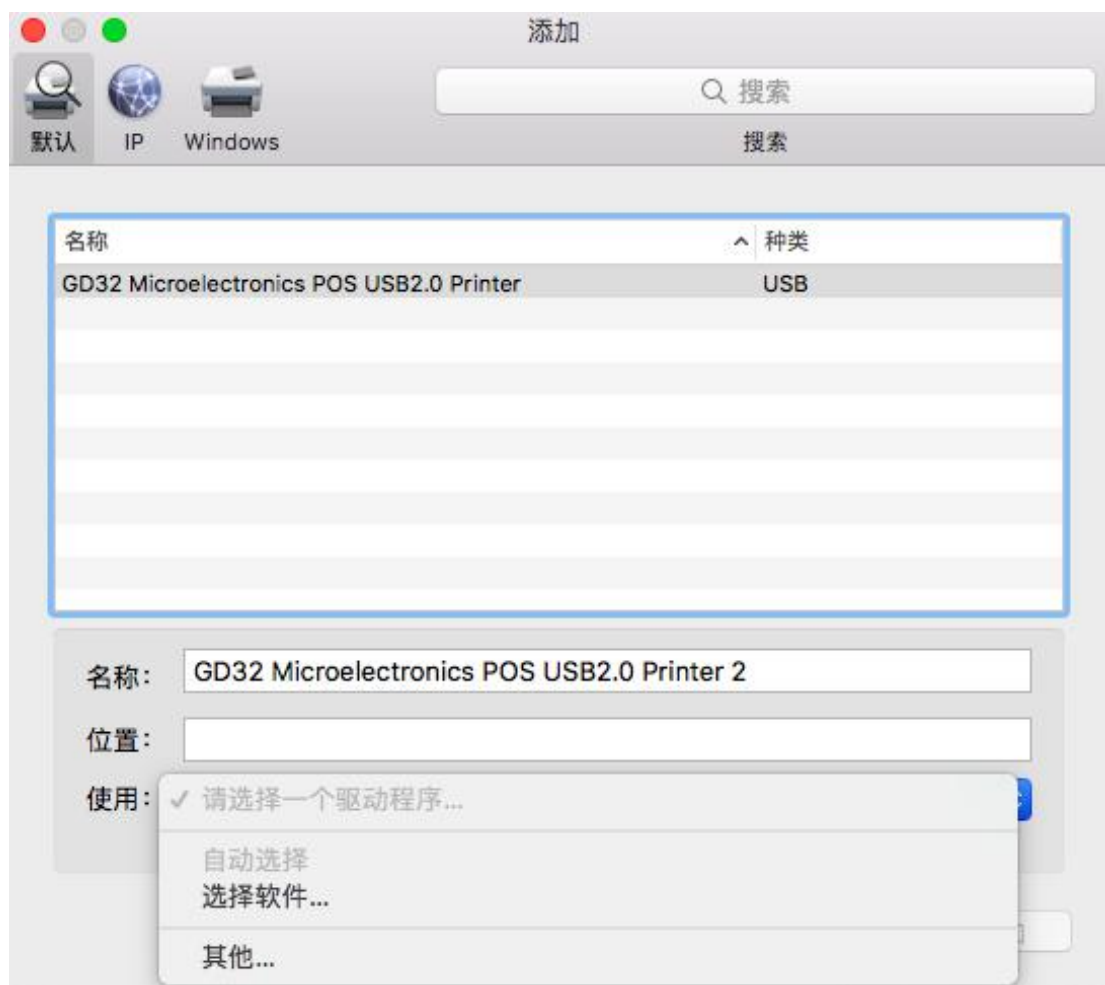 添加
搜索
默认 IP Windows 搜索
名称 种类
GD32 Microelectronics POS USB2.0 Printer USB
名称： GD32 Microelectronics POS USB2.0 Printer 2
位置：
使用： ✓ 请选择一个驱动程序...
自动选择
选择软件...
其他...